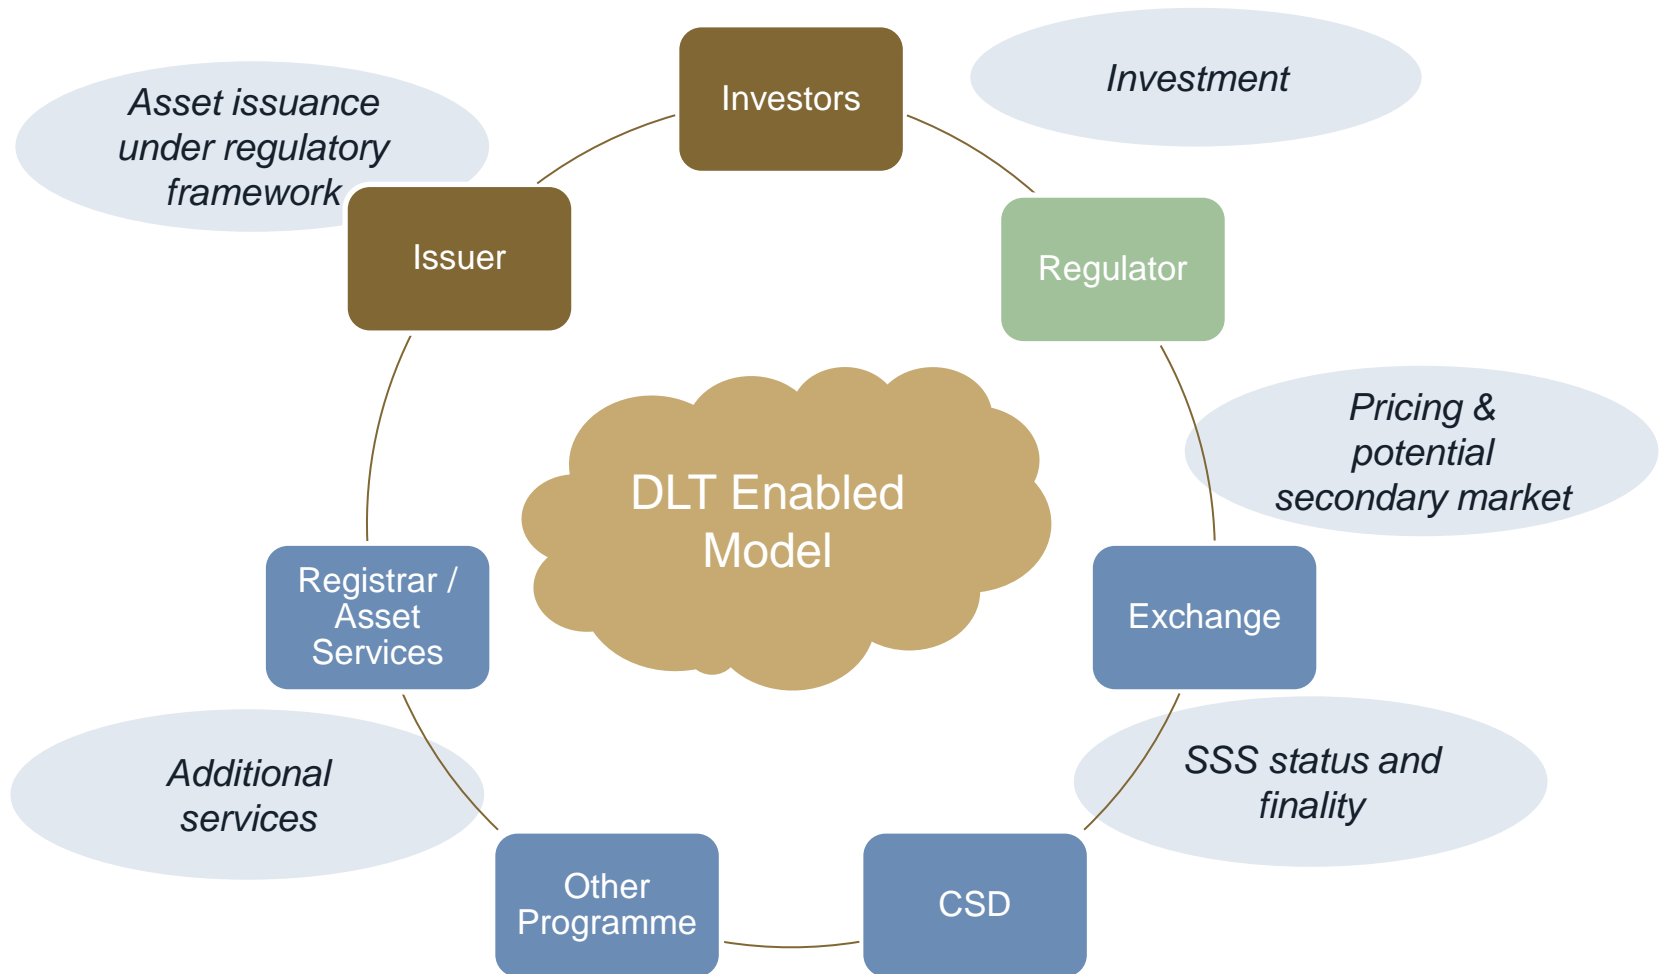 Investors
Investment
Asset issuance
under regulatory
framework
Issuer
Regulator
Pricing &
potential
secondary market
DLT Enabled
Model
Registrar /
Asset
Services
Exchange
SSS status and
finality
Additional
services
Other
Programme
CSD